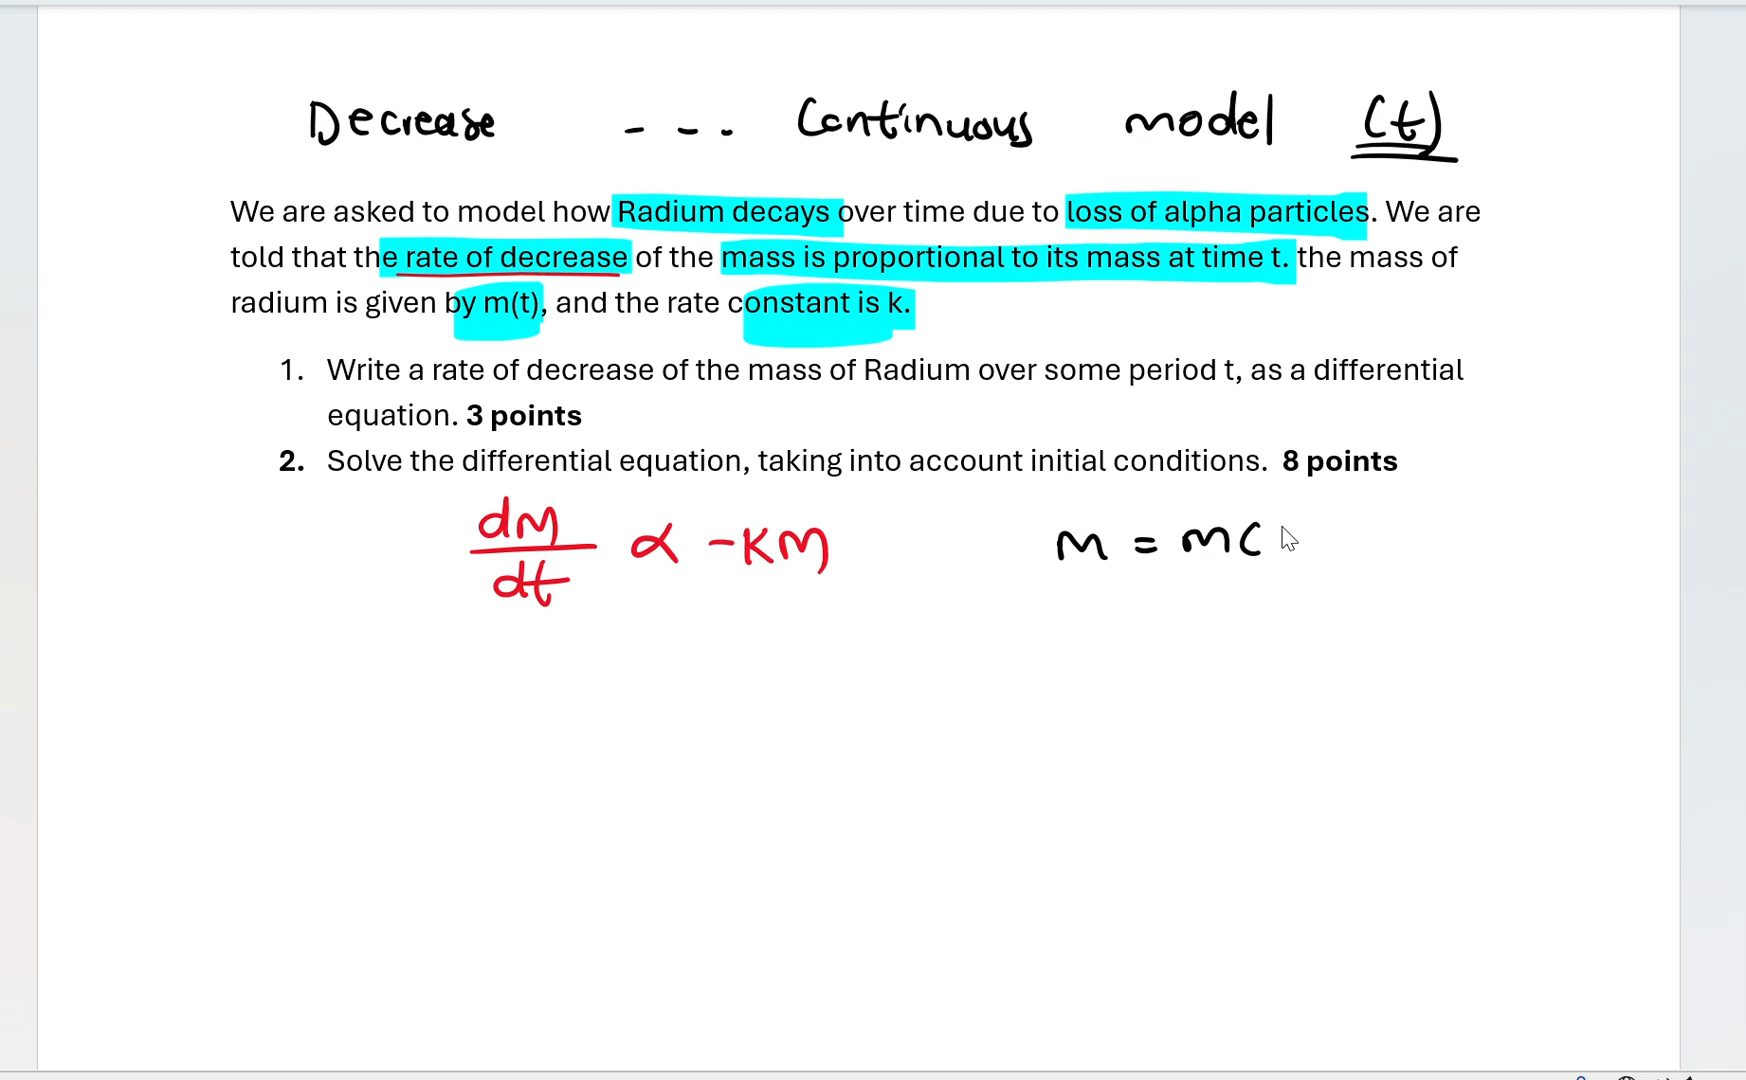 Decrease - - - Continuous model (t)
We are asked to model how Radium decays over time due to loss of alpha particles. We are
told that the rate of decrease of the mass is proportional to its mass at time t. the mass of
radium is given by m(t), and the rate constant is k.
1. Write a rate of decrease of the mass of Radium over some period t, as a differential
equation. 3 points
2. Solve the differential equation, taking into account initial conditions. 8 points
dM/dt ∝ -KM M = MC